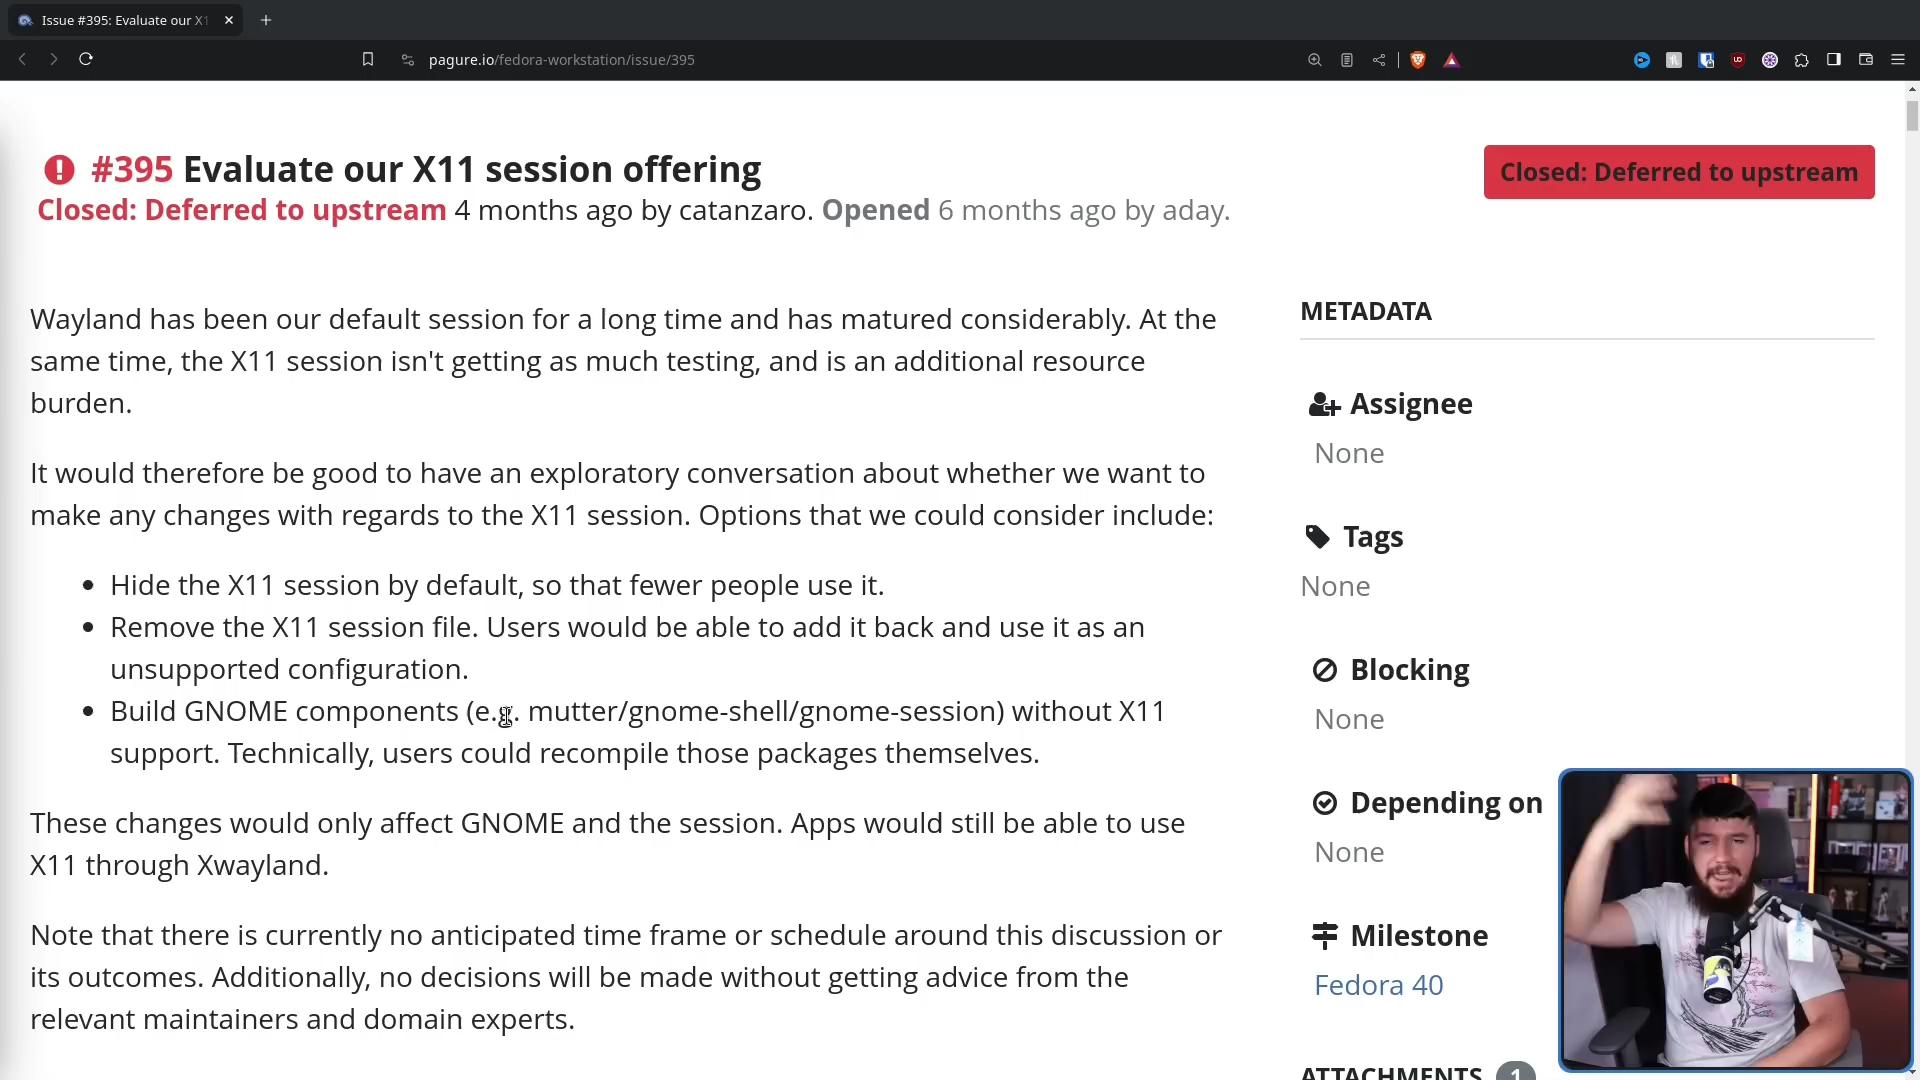 Issue #395: Evaluate our X1
pagure.io/fedora-workstation/issue/395
#395 Evaluate our X11 session offering
Closed: Deferred to upstream
Closed: Deferred to upstream 4 months ago by catanzaro. Opened 6 months ago by aday.
Wayland has been our default session for a long time and has matured considerably. At the
same time, the X11 session isn't getting as much testing, and is an additional resource
burden.
It would therefore be good to have an exploratory conversation about whether we want to
make any changes with regards to the X11 session. Options that we could consider include:
• Hide the X11 session by default, so that fewer people use it.
• Remove the X11 session file. Users would be able to add it back and use it as an
unsupported configuration.
• Build GNOME components (e.g. mutter/gnome-shell/gnome-session) without X11
support. Technically, users could recompile those packages themselves.
These changes would only affect GNOME and the session. Apps would still be able to use
X11 through Xwayland.
Note that there is currently no anticipated time frame or schedule around this discussion or
its outcomes. Additionally, no decisions will be made without getting advice from the
relevant maintainers and domain experts.
METADATA
Assignee
None
Tags
None
Blocking
None
Depending on
None
Milestone
Fedora 40
ATTACHMENTS 1